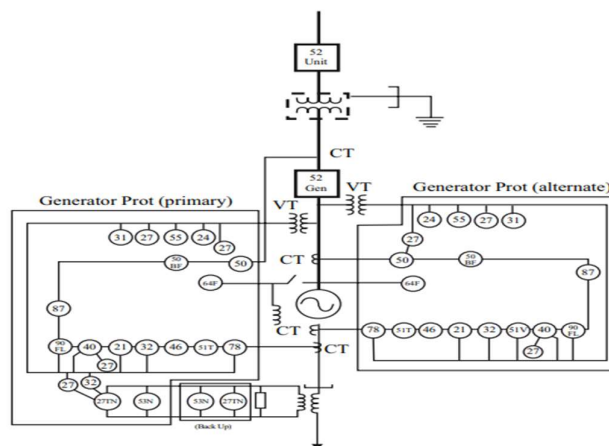 52
Unit
CT
52
Gen
Generator Prot (primary)
VT
VT
Generator Prot (alternate)
31 27 55 24
27
24 55 27 31
27
50
BF
50
CT
50
50
BF
64F
64F
87
87
CT
CT
90
FL
40 21 32 46 51T 78
27
78 51T 46 21 32 51V 40
90
FL
27
27
32
27TN 53N
53N 27TN
(Back Up)